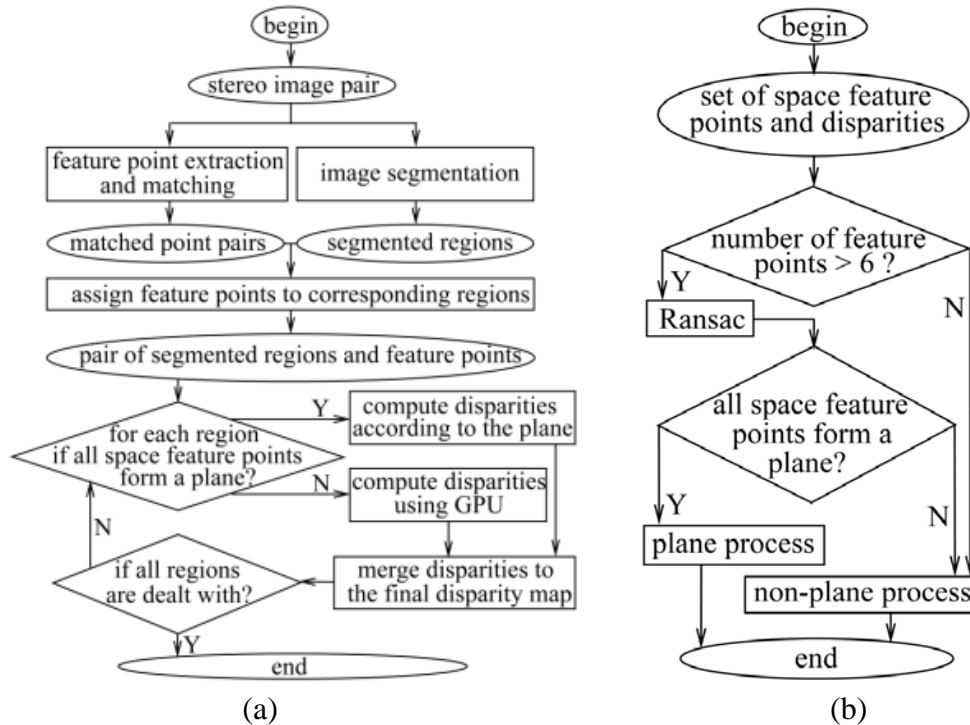 begin
stereo image pair
feature point extraction
and matching
image segmentation
matched point pairs
segmented regions
assign feature points to corresponding regions
pair of segmented regions and feature points
for each region
if all space feature points
form a plane?
Y
compute disparities
according to the plane
N
compute disparities
using GPU
merge disparities to
the final disparity map
if all regions
are dealt with?
N
Y
end
(a)
begin
set of space feature
points and disparities
number of feature
points > 6 ?
Y
N
Ransac
all space feature
points form a
plane?
Y
N
plane process
non-plane process
end
(b)